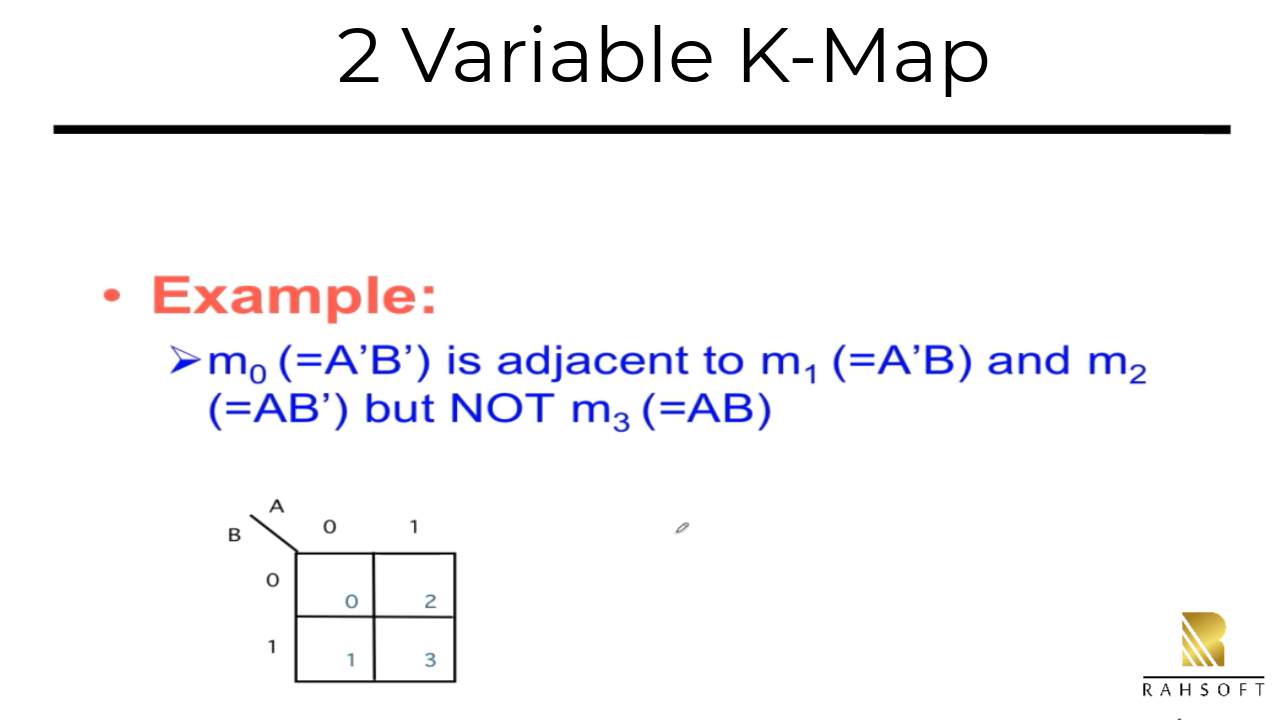 2 Variable K-Map
• Example:
➢m₀ (=A’B’) is adjacent to m₁ (=A’B) and m₂
(=AB’) but NOT m₃ (=AB)
A
B
0 1
0
0 2
1
1 3
RAHSOFT